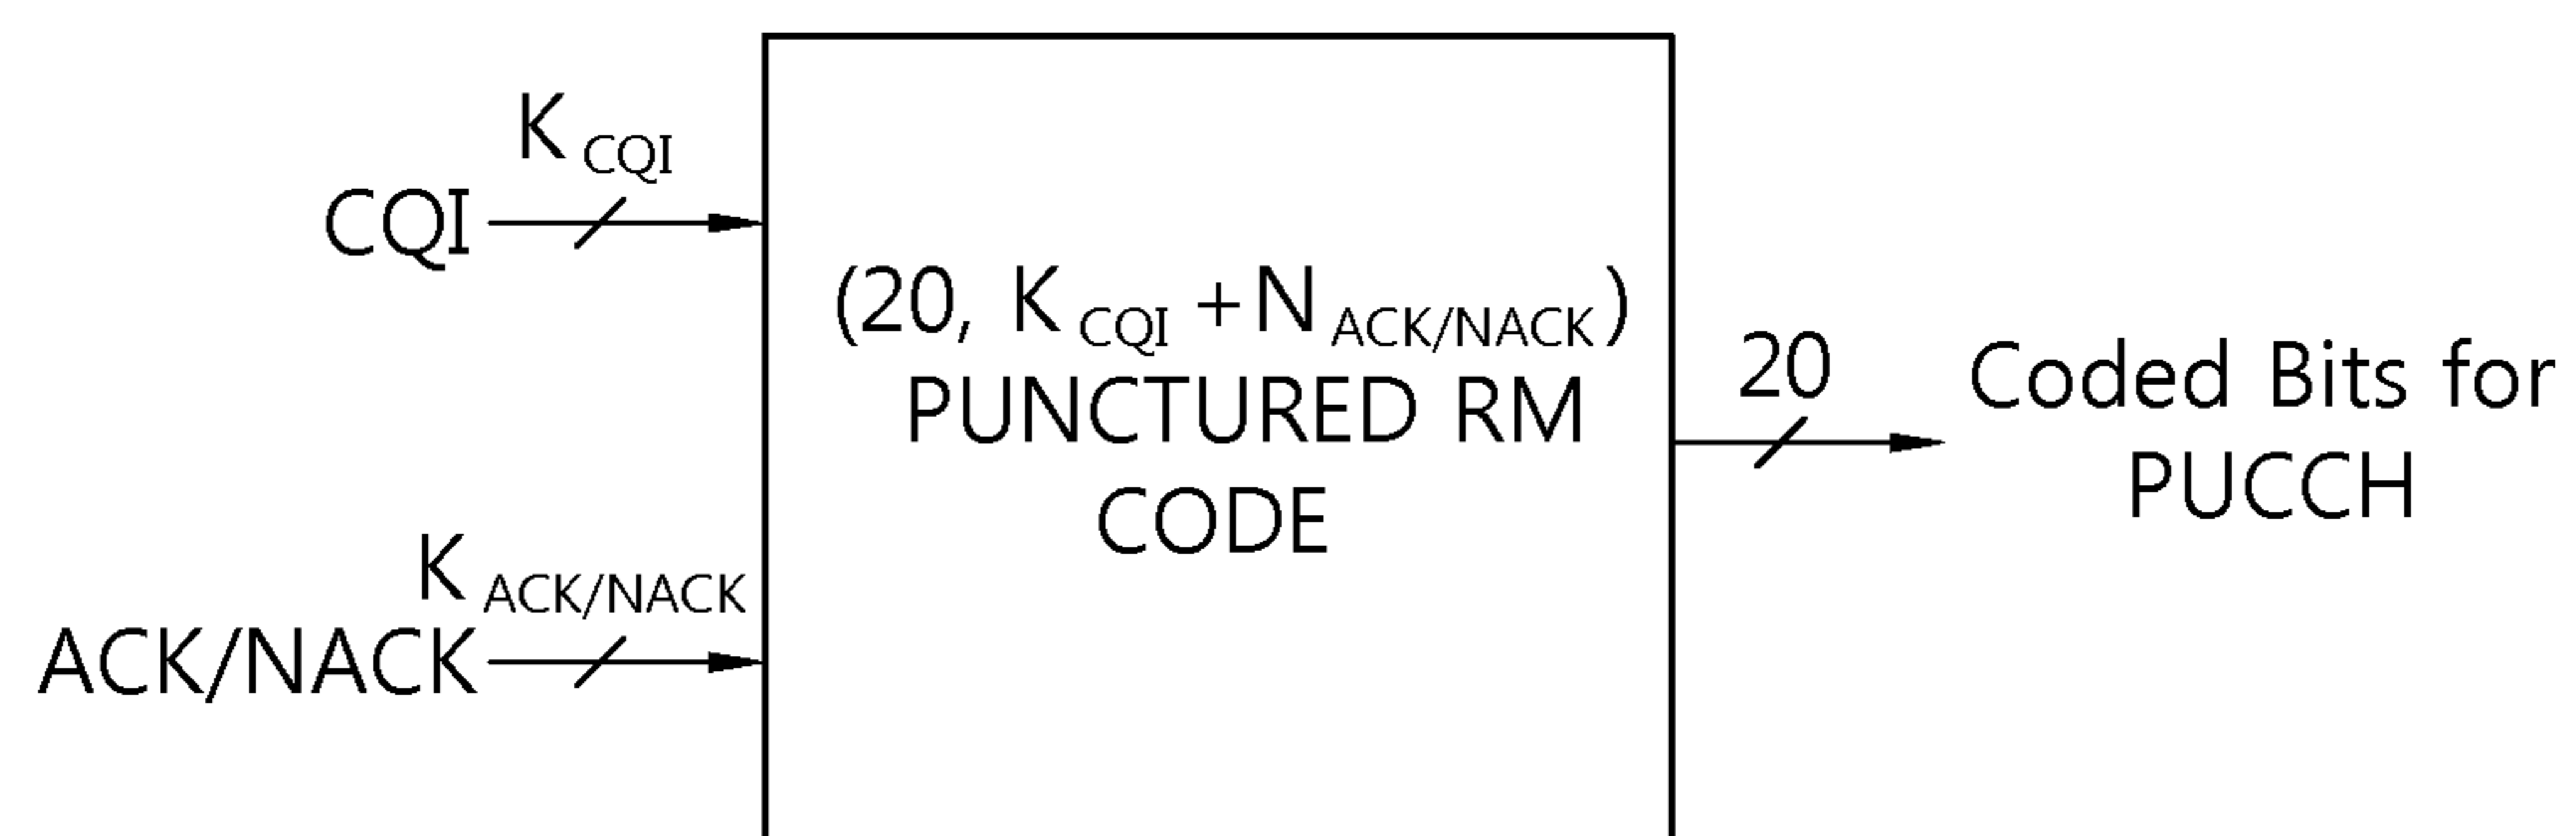 K CQI
CQI
(20, K CQI + N ACK/NACK )
PUNCTURED RM
CODE
20
Coded Bits for
PUCCH
K ACK/NACK
ACK/NACK